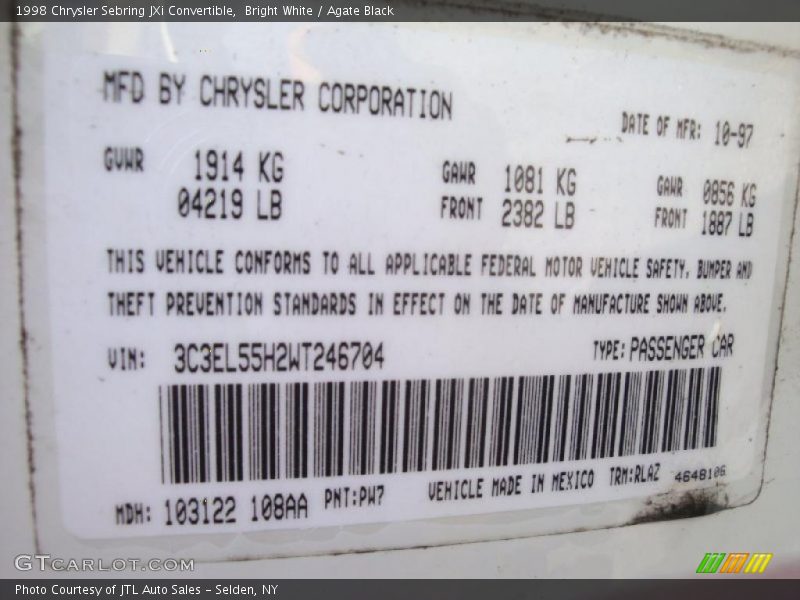 1998 Chrysler Sebring JXi Convertible, Bright White / Agate Black
MFD BY CHRYSLER CORPORATION
DATE OF MFR: 10-97
GVWR 1914 KG GAWR 1081 KG GAWR 0856 KG
04219 LB FRONT 2382 LB FRONT 1887 LB
THIS VEHICLE CONFORMS TO ALL APPLICABLE FEDERAL MOTOR VEHICLE SAFETY, BUMPER AND
THEFT PREVENTION STANDARDS IN EFFECT ON THE DATE OF MANUFACTURE SHOWN ABOVE.
VIN: 3C3EL55H2WT246704 TYPE: PASSENGER CAR
MDH: 103122 108AA PNT:PW7 VEHICLE MADE IN MEXICO TRM:RLAZ 4648106
GTCARLOT.COM
Photo Courtesy of JTL Auto Sales - Selden, NY